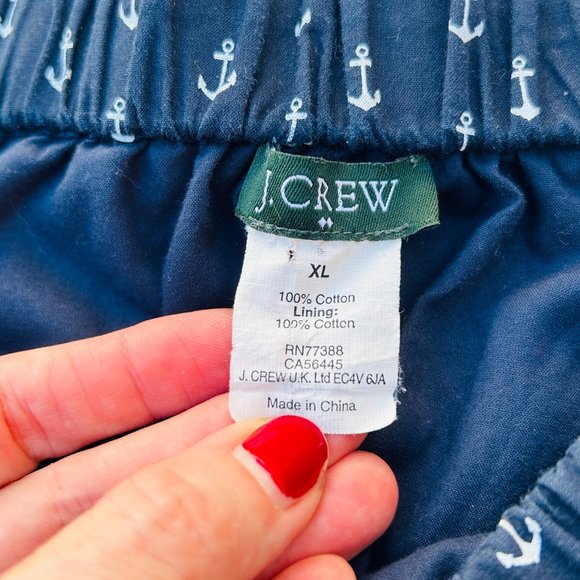 J.CREW
XL
100% Cotton
Lining:
100% Cotton
RN77388
CA56445
J. CREW U.K. Ltd EC4V 6JA
Made in China